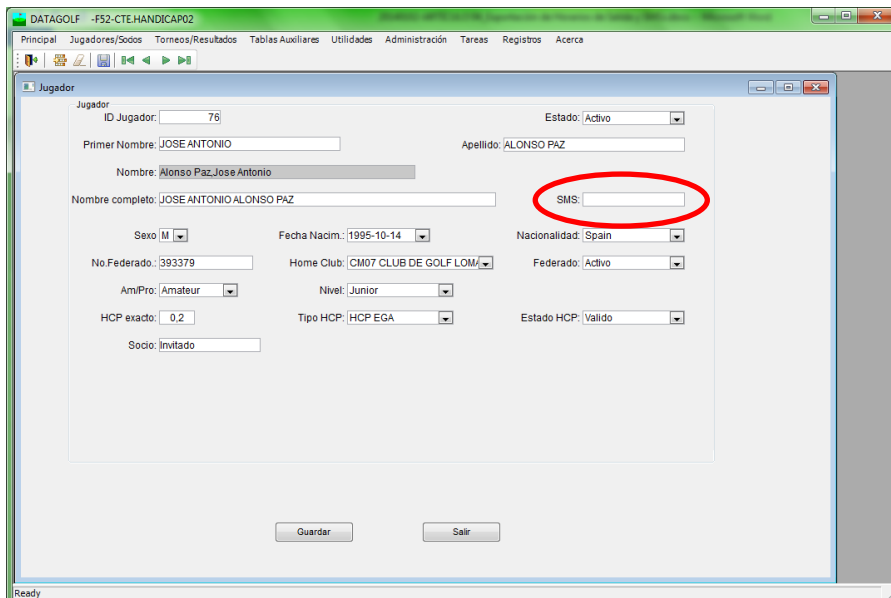 DATAGOLF -F52-CTE.HANDICAP02
Principal Jugadores/Socios Torneos/Resultados Tablas Auxiliares Utilidades Administración Tareas Registros Acerca
Jugador
Jugador
ID Jugador: 76 Estado: Activo
Primer Nombre: JOSE ANTONIO Apellido: ALONSO PAZ
Nombre: Alonso Paz,Jose Antonio
Nombre completo: JOSE ANTONIO ALONSO PAZ SMS:
Sexo M Fecha Nacim.: 1995-10-14 Nacionalidad: Spain
No.Federado.: 393379 Home Club: CM07 CLUB DE GOLF LOMA Federado: Activo
Am/Pro: Amateur Nivel: Junior
HCP exacto: 0,2 Tipo HCP: HCP EGA Estado HCP: Valido
Socio: Invitado
Guardar Salir
Ready